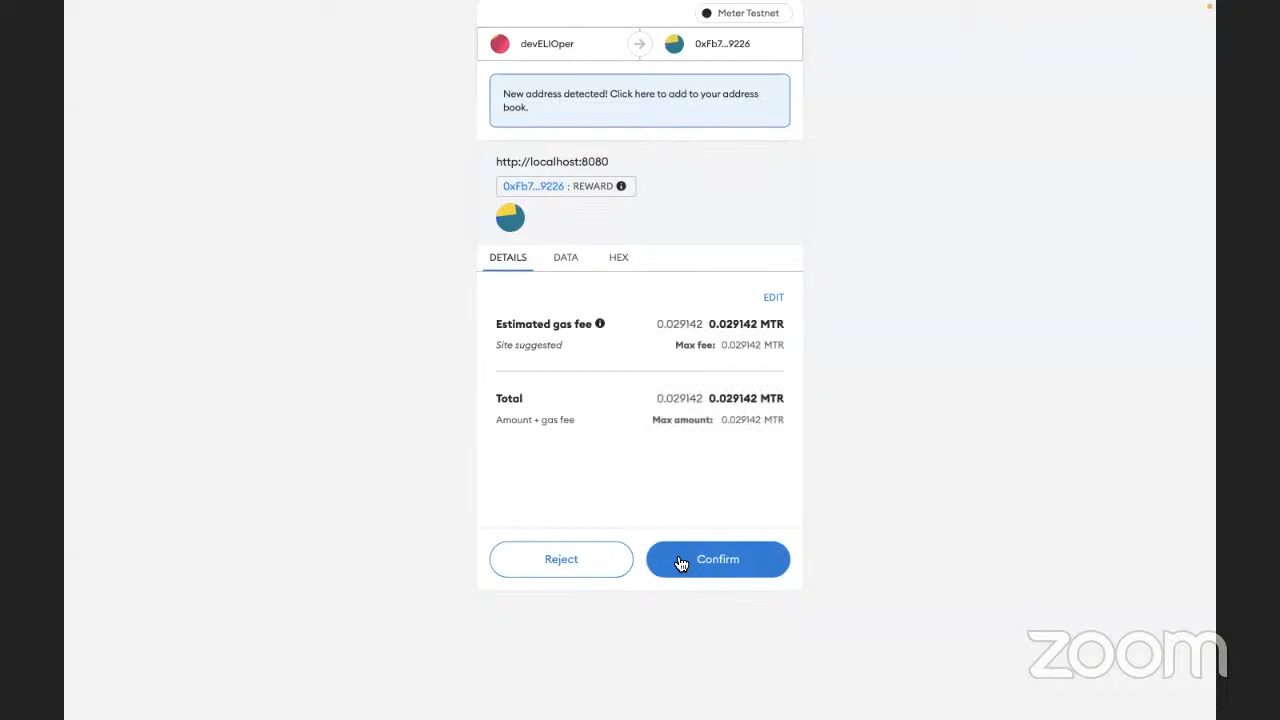 Meter Testnet
devELIOper
0xFb7...9226
New address detected! Click here to add to your address
book.
http://localhost:8080
0xFb7...9226 : REWARD
DETAILS DATA HEX
EDIT
Estimated gas fee 0.029142 0.029142 MTR
Site suggested Max fee: 0.029142 MTR
Total 0.029142 0.029142 MTR
Amount + gas fee Max amount: 0.029142 MTR
Reject Confirm
zoom